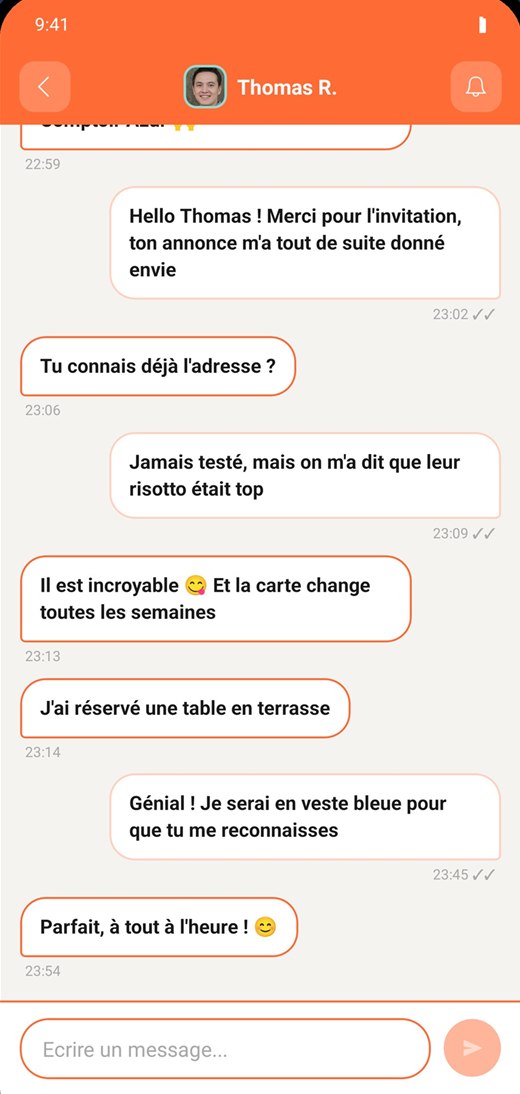 9:41
Thomas R.
Comptoir Azur 🙌
22:59
Hello Thomas ! Merci pour l'invitation,
ton annonce m'a tout de suite donné
envie
23:02 ✓✓
Tu connais déjà l'adresse ?
23:06
Jamais testé, mais on m'a dit que leur
risotto était top
23:09 ✓✓
Il est incroyable 😋 Et la carte change
toutes les semaines
23:13
J'ai réservé une table en terrasse
23:14
Génial ! Je serai en veste bleue pour
que tu me reconnaisses
23:45 ✓✓
Parfait, à tout à l'heure ! 😊
23:54
Ecrire un message...